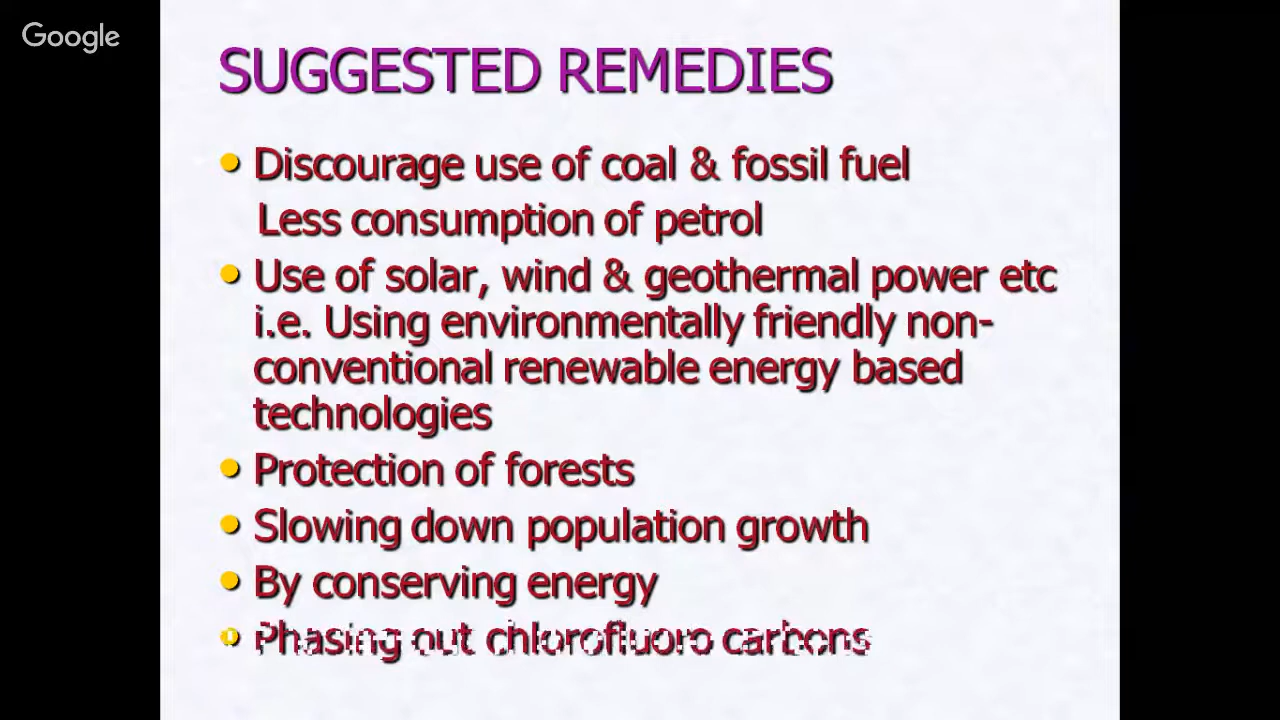 Google
SUGGESTED REMEDIES
• Discourage use of coal & fossil fuel
Less consumption of petrol
• Use of solar, wind & geothermal power etc
i.e. Using environmentally friendly non-
conventional renewable energy based
technologies
• Protection of forests
• Slowing down population growth
• By conserving energy
• Phasing out chlorofluoro carbons